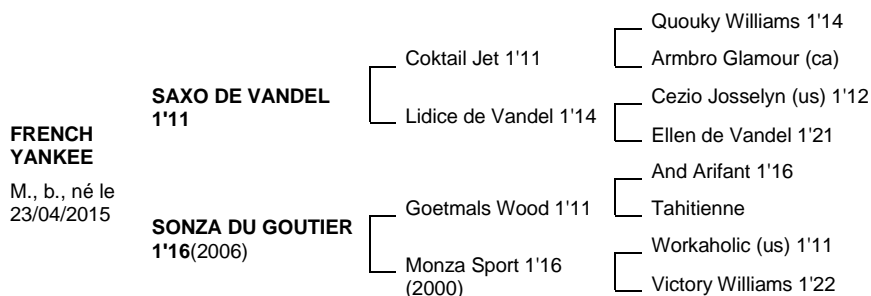 FRENCH
YANKEE
M., b., né le
23/04/2015
SAXO DE VANDEL
1'11
SONZA DU GOUTIER
1'16(2006)
Coktail Jet 1'11
Lidice de Vandel 1'14
Goetmals Wood 1'11
Monza Sport 1'16
(2000)
Quouky Williams 1'14
Armbro Glamour (ca)
Cezio Josselyn (us) 1'12
Ellen de Vandel 1'21
And Arifant 1'16
Tahitienne
Workaholic (us) 1'11
Victory Williams 1'22